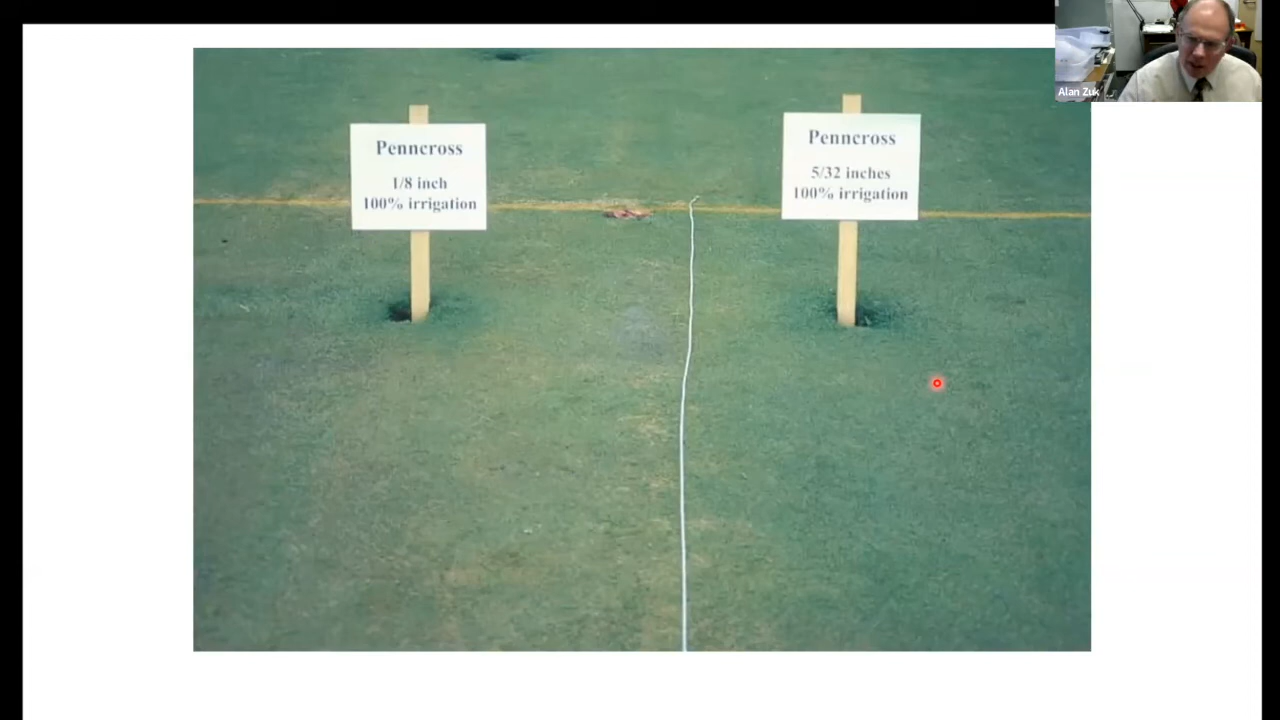 Penncross
1/8 inch
100% irrigation
Penncross
5/32 inches
100% irrigation
Alan Zuk